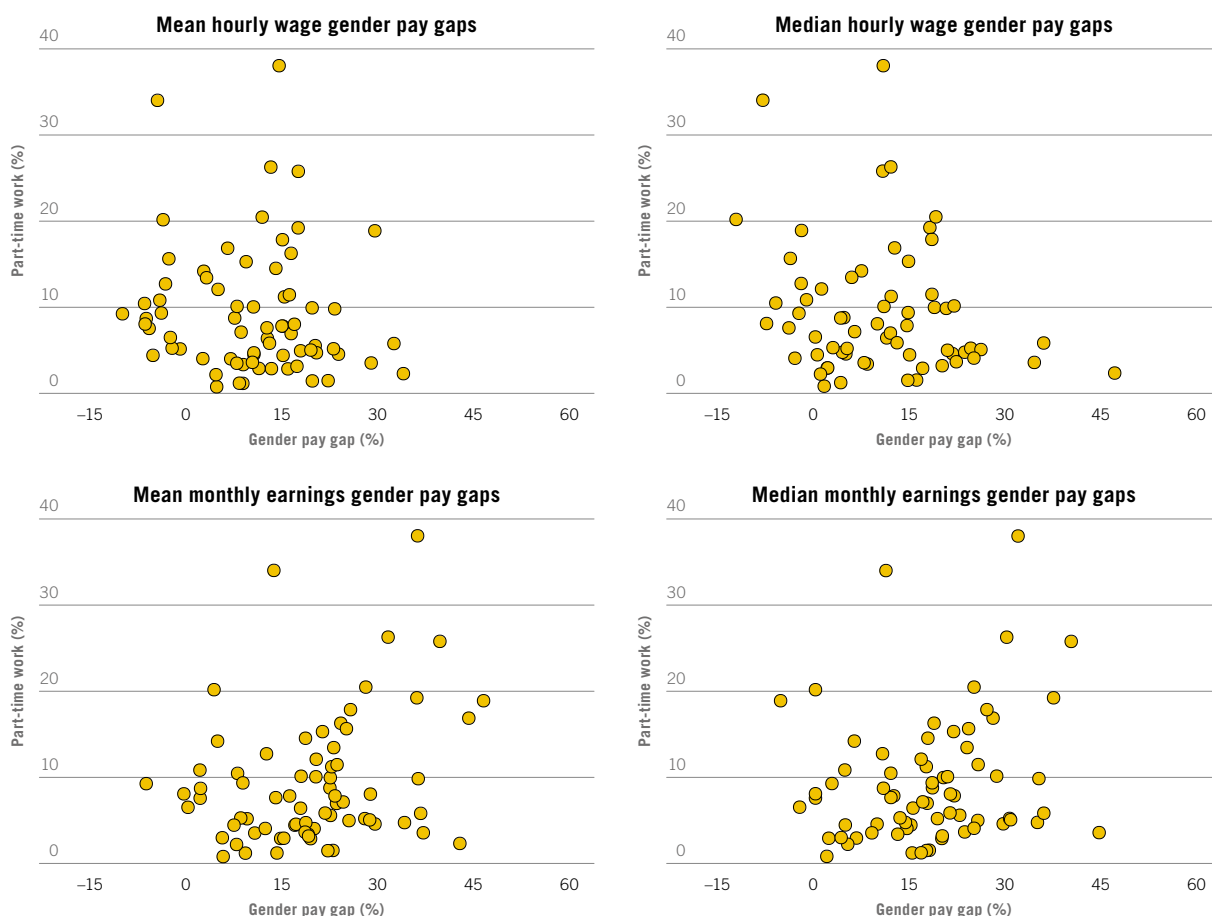 Mean hourly wage gender pay gaps
40
30
20
10
0
Part-time work (%)
–15 0 15 30 45 60
Gender pay gap (%)
Median hourly wage gender pay gaps
40
30
20
10
0
Part-time work (%)
–15 0 15 30 45 60
Gender pay gap (%)
Mean monthly earnings gender pay gaps
40
30
20
10
0
Part-time work (%)
–15 0 15 30 45 60
Gender pay gap (%)
Median monthly earnings gender pay gaps
40
30
20
10
0
Part-time work (%)
–15 0 15 30 45 60
Gender pay gap (%)